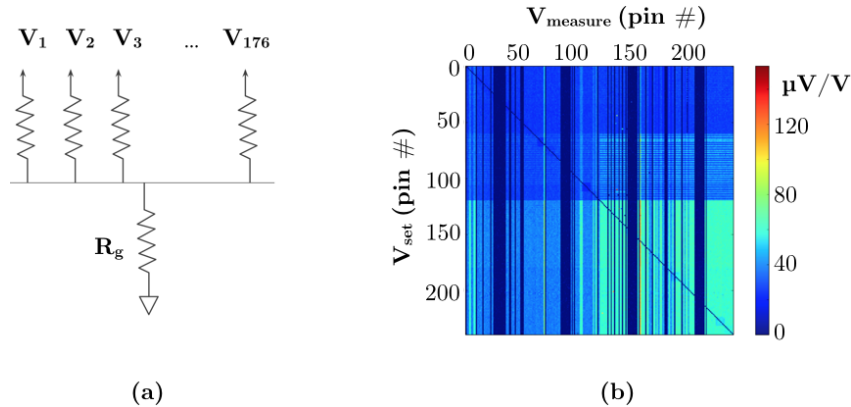 V1 V2 V3 ... V176
Rg
(a)
Vmeasure (pin #)
0 50 100 150 200
0
50
100
150
200
Vset (pin #)
µV/V
120
80
40
0
(b)